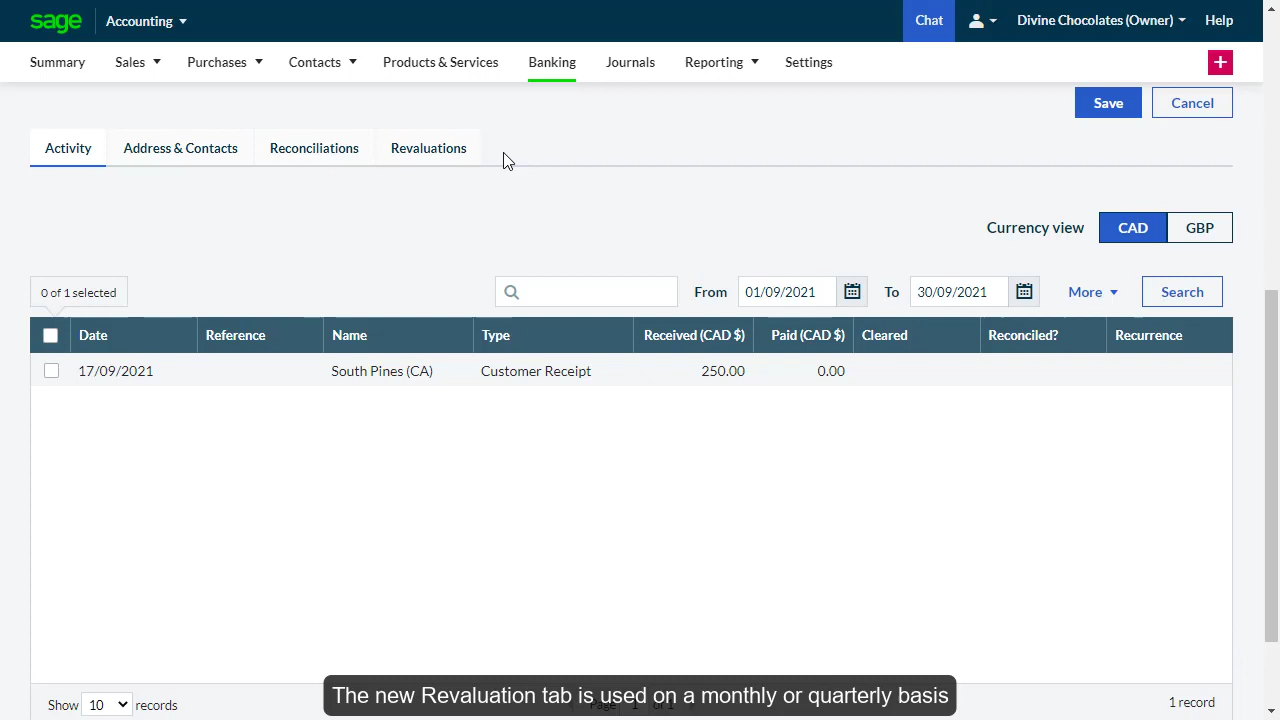 sage Accounting Chat Divine Chocolates (Owner) Help
Summary Sales Purchases Contacts Products & Services Banking Journals Reporting Settings +
Save Cancel
Activity Address & Contacts Reconciliations Revaluations
Currency view CAD GBP
0 of 1 selected From 01/09/2021 To 30/09/2021 More Search
Date Reference Name Type Received (CAD $) Paid (CAD $) Cleared Reconciled? Recurrence
17/09/2021 South Pines (CA) Customer Receipt 250.00 0.00
The new Revaluation tab is used on a monthly or quarterly basis
Show 10 records Page 1 of 1 1 record